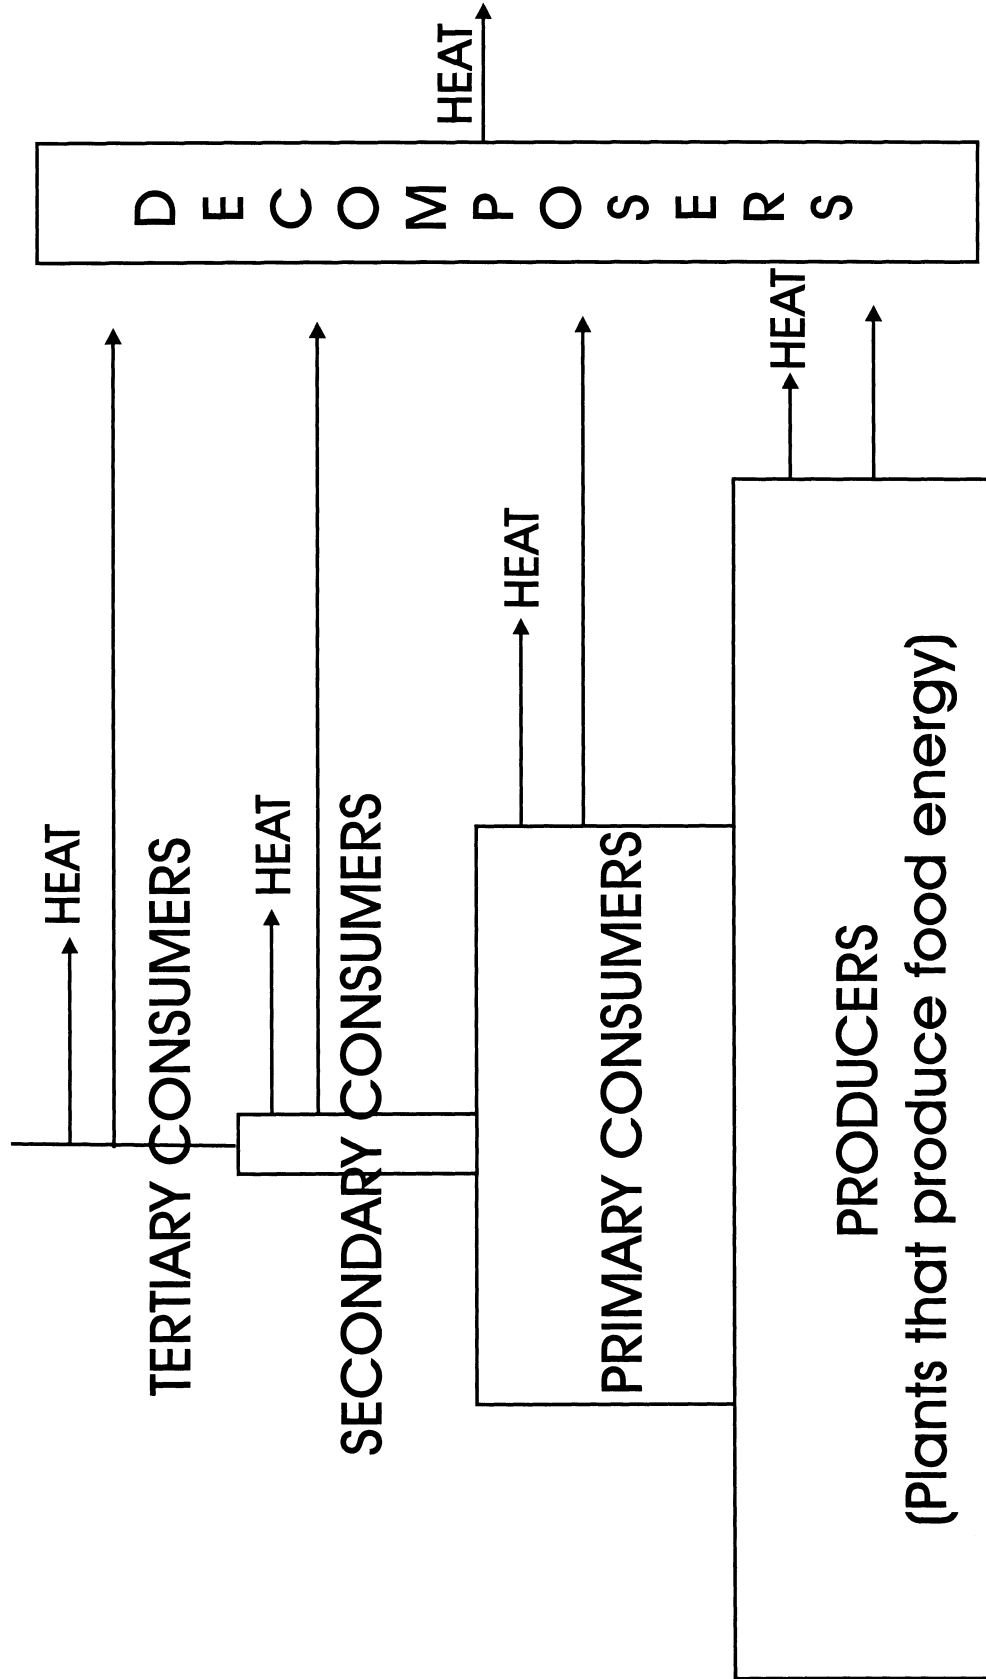 HEAT
TERTIARY CONSUMERS
HEAT
SECONDARY CONSUMERS
HEAT
PRIMARY CONSUMERS
HEAT
PRODUCERS
(Plants that produce food energy)
DECOMPOSERS
HEAT